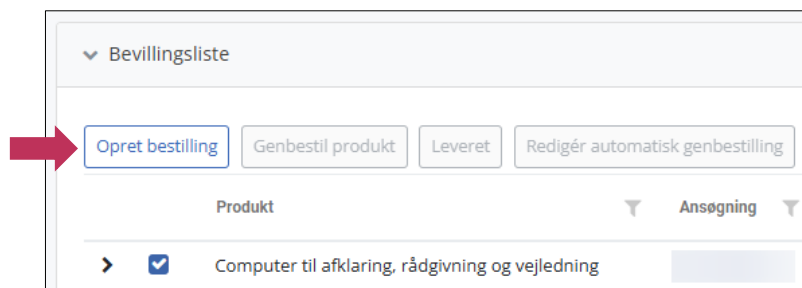 Bevillingsliste
Opret bestilling Genbestil produkt Leveret Redigér automatisk genbestilling
Produkt Ansøgning
Computer til afklaring, rådgivning og vejledning